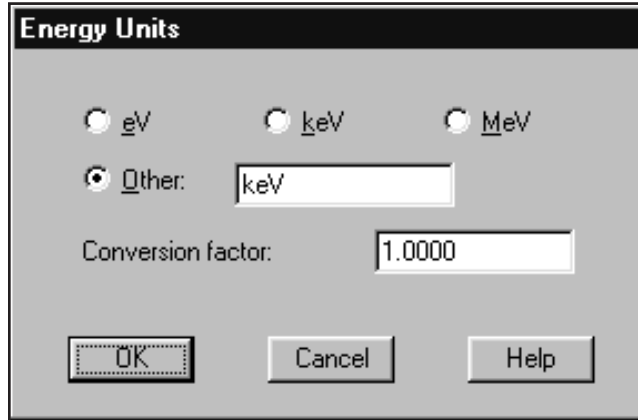 Energy Units
eV keV MeV
Other: keV
Conversion factor: 1.0000
OK Cancel Help